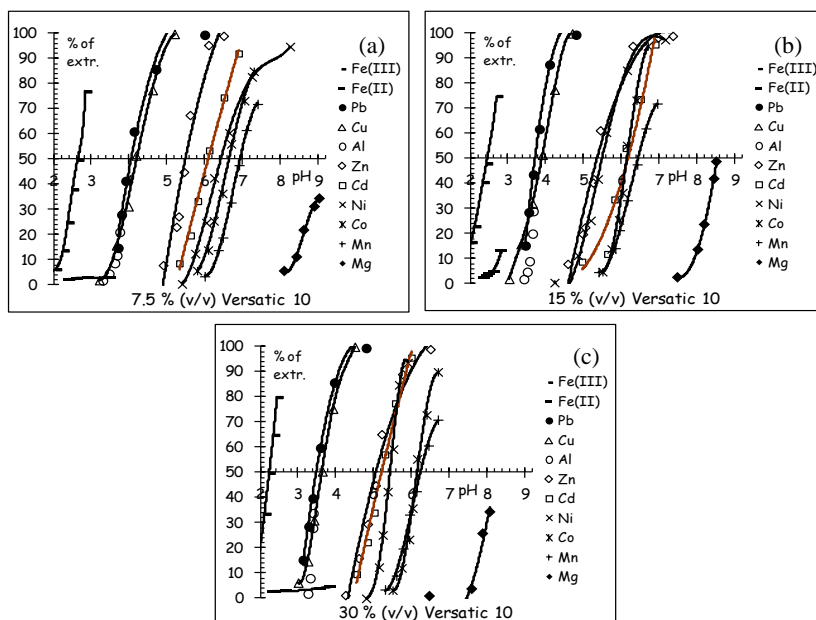 % of
extr.
(a)
100
90
80
70
60
50
40
30
20
10
0
2 3 4 5 6 7 8 9
pH
Fe(III)
Fe(II)
Pb
Cu
Al
Zn
Cd
Ni
Co
Mn
Mg
7.5 % (v/v) Versatic 10
% of
extr.
(b)
100
90
80
70
60
50
40
30
20
10
0
2 3 4 5 6 7 8 9
pH
Fe(III)
Fe(II)
Pb
Cu
Al
Zn
Cd
Ni
Co
Mn
Mg
15 % (v/v) Versatic 10
% of
extr.
(c)
100
90
80
70
60
50
40
30
20
10
0
2 3 4 5 6 7 8 9
pH
Fe(III)
Fe(II)
Pb
Cu
Al
Zn
Cd
Ni
Co
Mn
Mg
30 % (v/v) Versatic 10